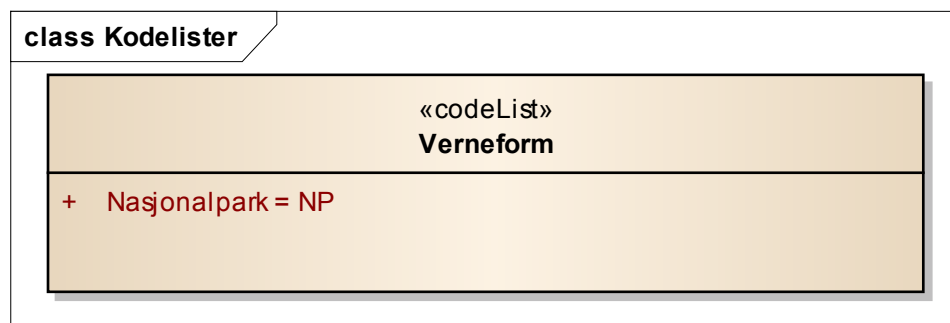 class Kodelister
«codeList»
Verneform
+ Nasjonalpark = NP